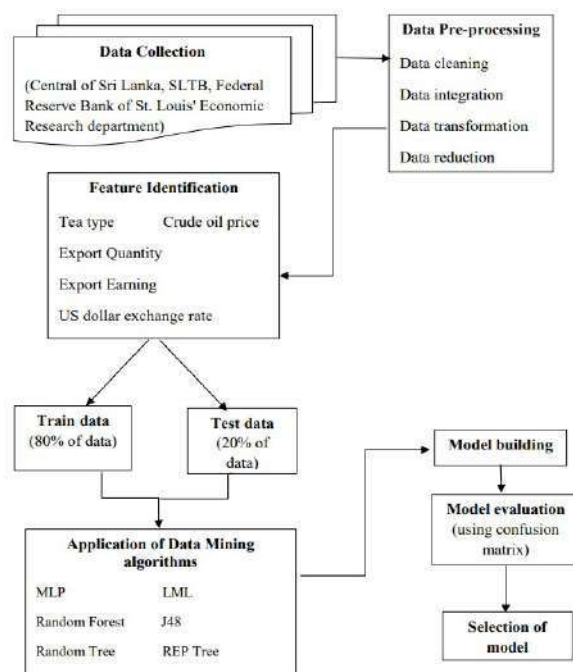 Data Collection
(Central of Sri Lanka, SLTB, Federal
Reserve Bank of St. Louis' Economic
Research department)
Data Pre-processing
Data cleaning
Data integration
Data transformation
Data reduction
Feature Identification
Tea type Crude oil price
Export Quantity
Export Earning
US dollar exchange rate
Train data
(80% of data)
Test data
(20% of
data)
Application of Data Mining
algorithms
MLP LML
Random Forest J48
Random Tree REP Tree
Model building
Model evaluation
(using confusion
matrix)
Selection of
model